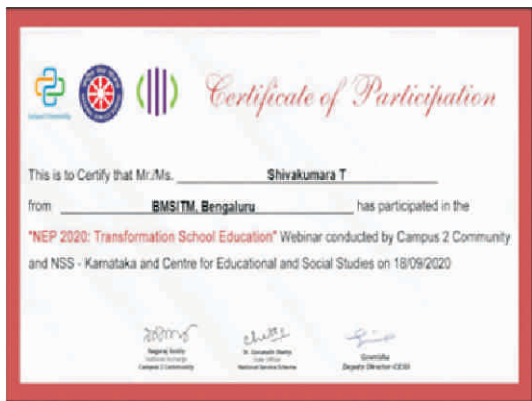 Certificate of Participation
This is to Certify that Mr./Ms. Shivakumara T
from BMSITM, Bengaluru has participated in the
"NEP 2020: Transformation School Education" Webinar conducted by Campus 2 Community
and NSS - Karnataka and Centre for Educational and Social Studies on 18/09/2020
Campus 2 Community
National Service Scheme
Deputy Director-CESS